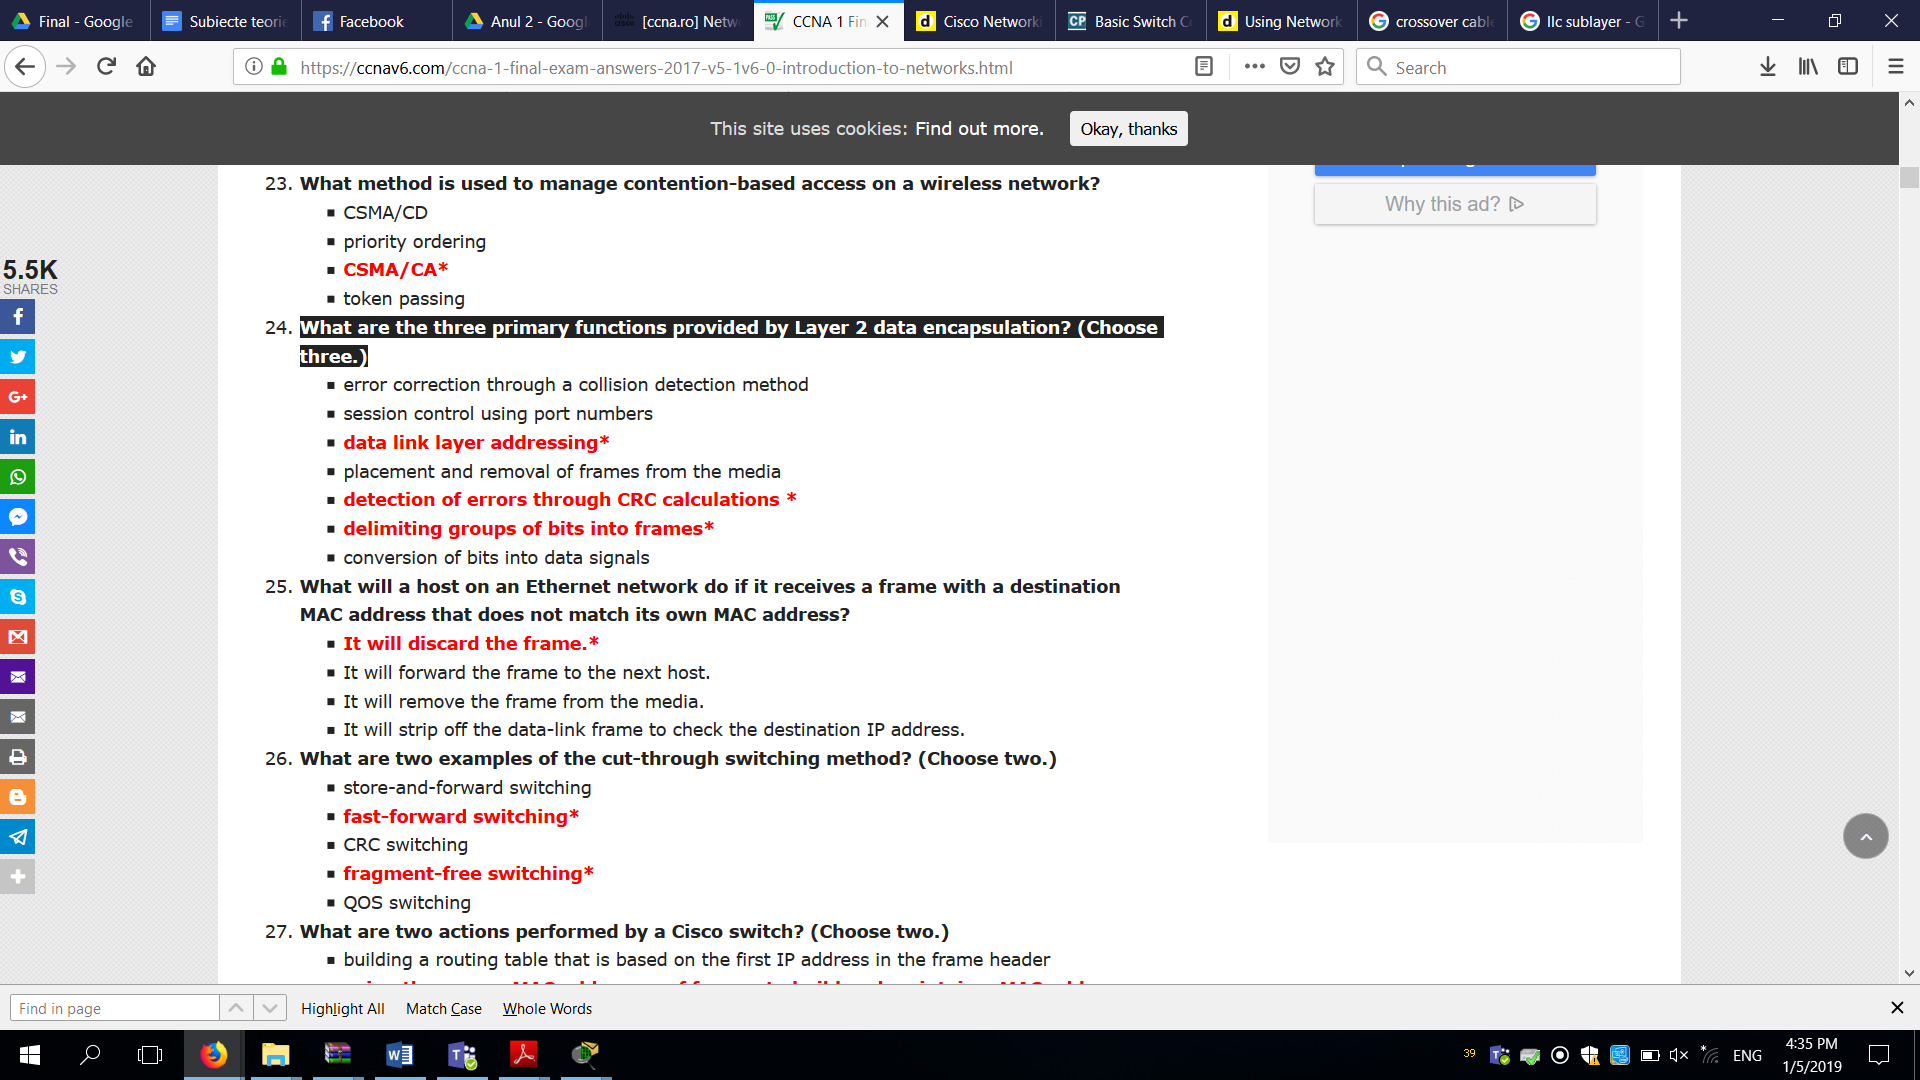 Final - Google
Subiecte teorie
Facebook
Anul 2 - Googl
[ccna.ro] Netw
CCNA 1 Fin
Cisco Network
Basic Switch C
Using Network
crossover cabl
llc sublayer - G
https://ccnav6.com/ccna-1-final-exam-answers-2017-v5-1v6-0-introduction-to-networks.html
Search
This site uses cookies: Find out more.
Okay, thanks
Why this ad?
5.5K
SHARES
23. What method is used to manage contention-based access on a wireless network?
CSMA/CD
priority ordering
CSMA/CA*
token passing
24. What are the three primary functions provided by Layer 2 data encapsulation? (Choose
three.)
error correction through a collision detection method
session control using port numbers
data link layer addressing*
placement and removal of frames from the media
detection of errors through CRC calculations *
delimiting groups of bits into frames*
conversion of bits into data signals
25. What will a host on an Ethernet network do if it receives a frame with a destination
MAC address that does not match its own MAC address?
It will discard the frame.*
It will forward the frame to the next host.
It will remove the frame from the media.
It will strip off the data-link frame to check the destination IP address.
26. What are two examples of the cut-through switching method? (Choose two.)
store-and-forward switching
fast-forward switching*
CRC switching
fragment-free switching*
QOS switching
27. What are two actions performed by a Cisco switch? (Choose two.)
building a routing table that is based on the first IP address in the frame header
Find in page
Highlight All
Match Case
Whole Words
39
ENG
4:35 PM
1/5/2019